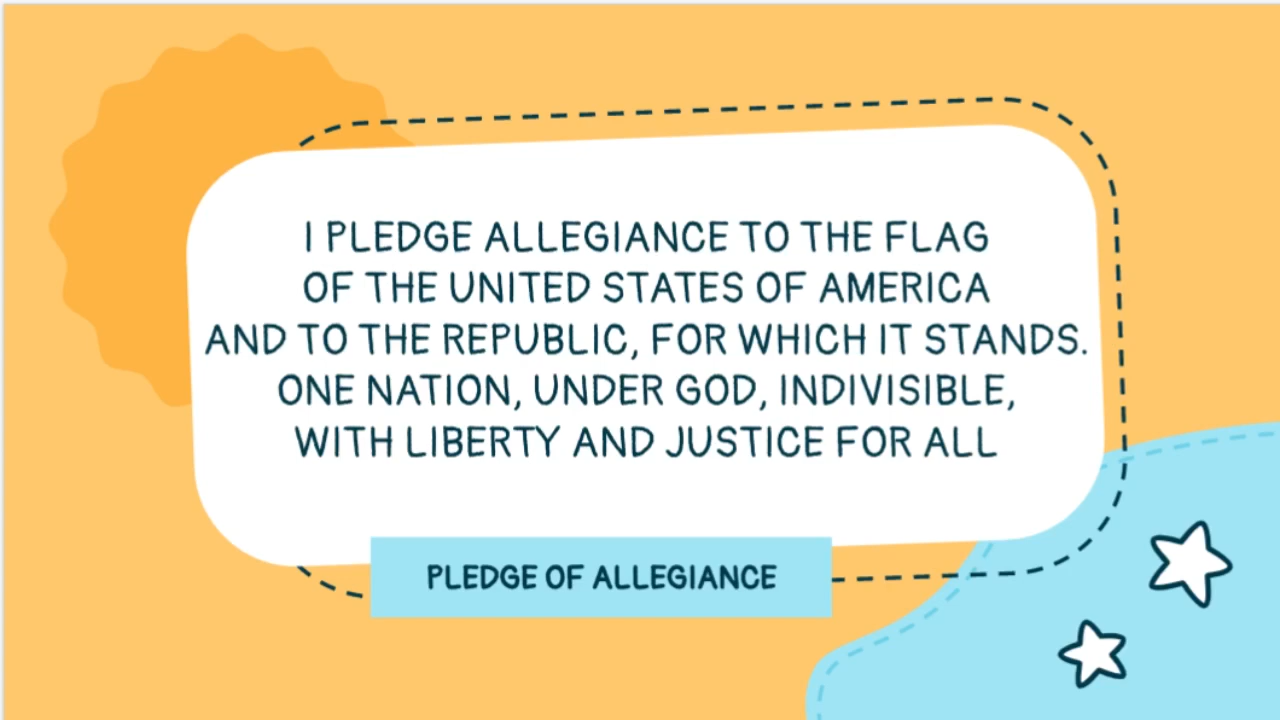 I PLEDGE ALLEGIANCE TO THE FLAG
OF THE UNITED STATES OF AMERICA
AND TO THE REPUBLIC, FOR WHICH IT STANDS.
ONE NATION, UNDER GOD, INDIVISIBLE,
WITH LIBERTY AND JUSTICE FOR ALL
PLEDGE OF ALLEGIANCE